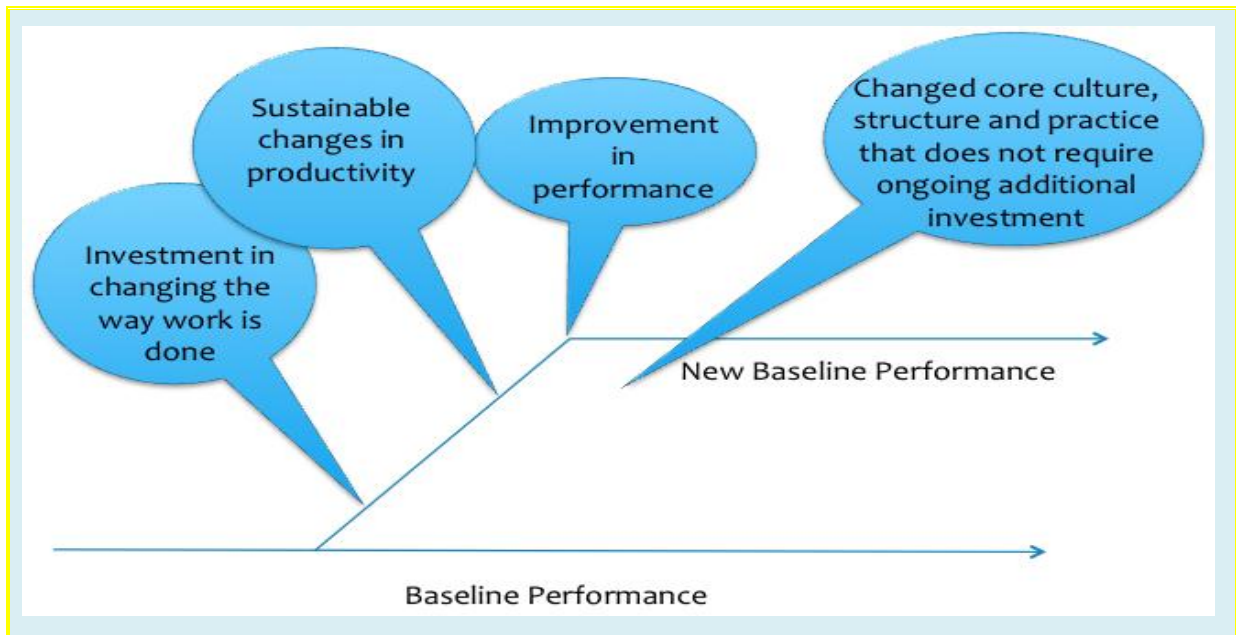 Investment in
changing the
way work is
done
Sustainable
changes in
productivity
Improvement
in
performance
Changed core culture,
structure and practice
that does not require
ongoing additional
investment
New Baseline Performance
Baseline Performance